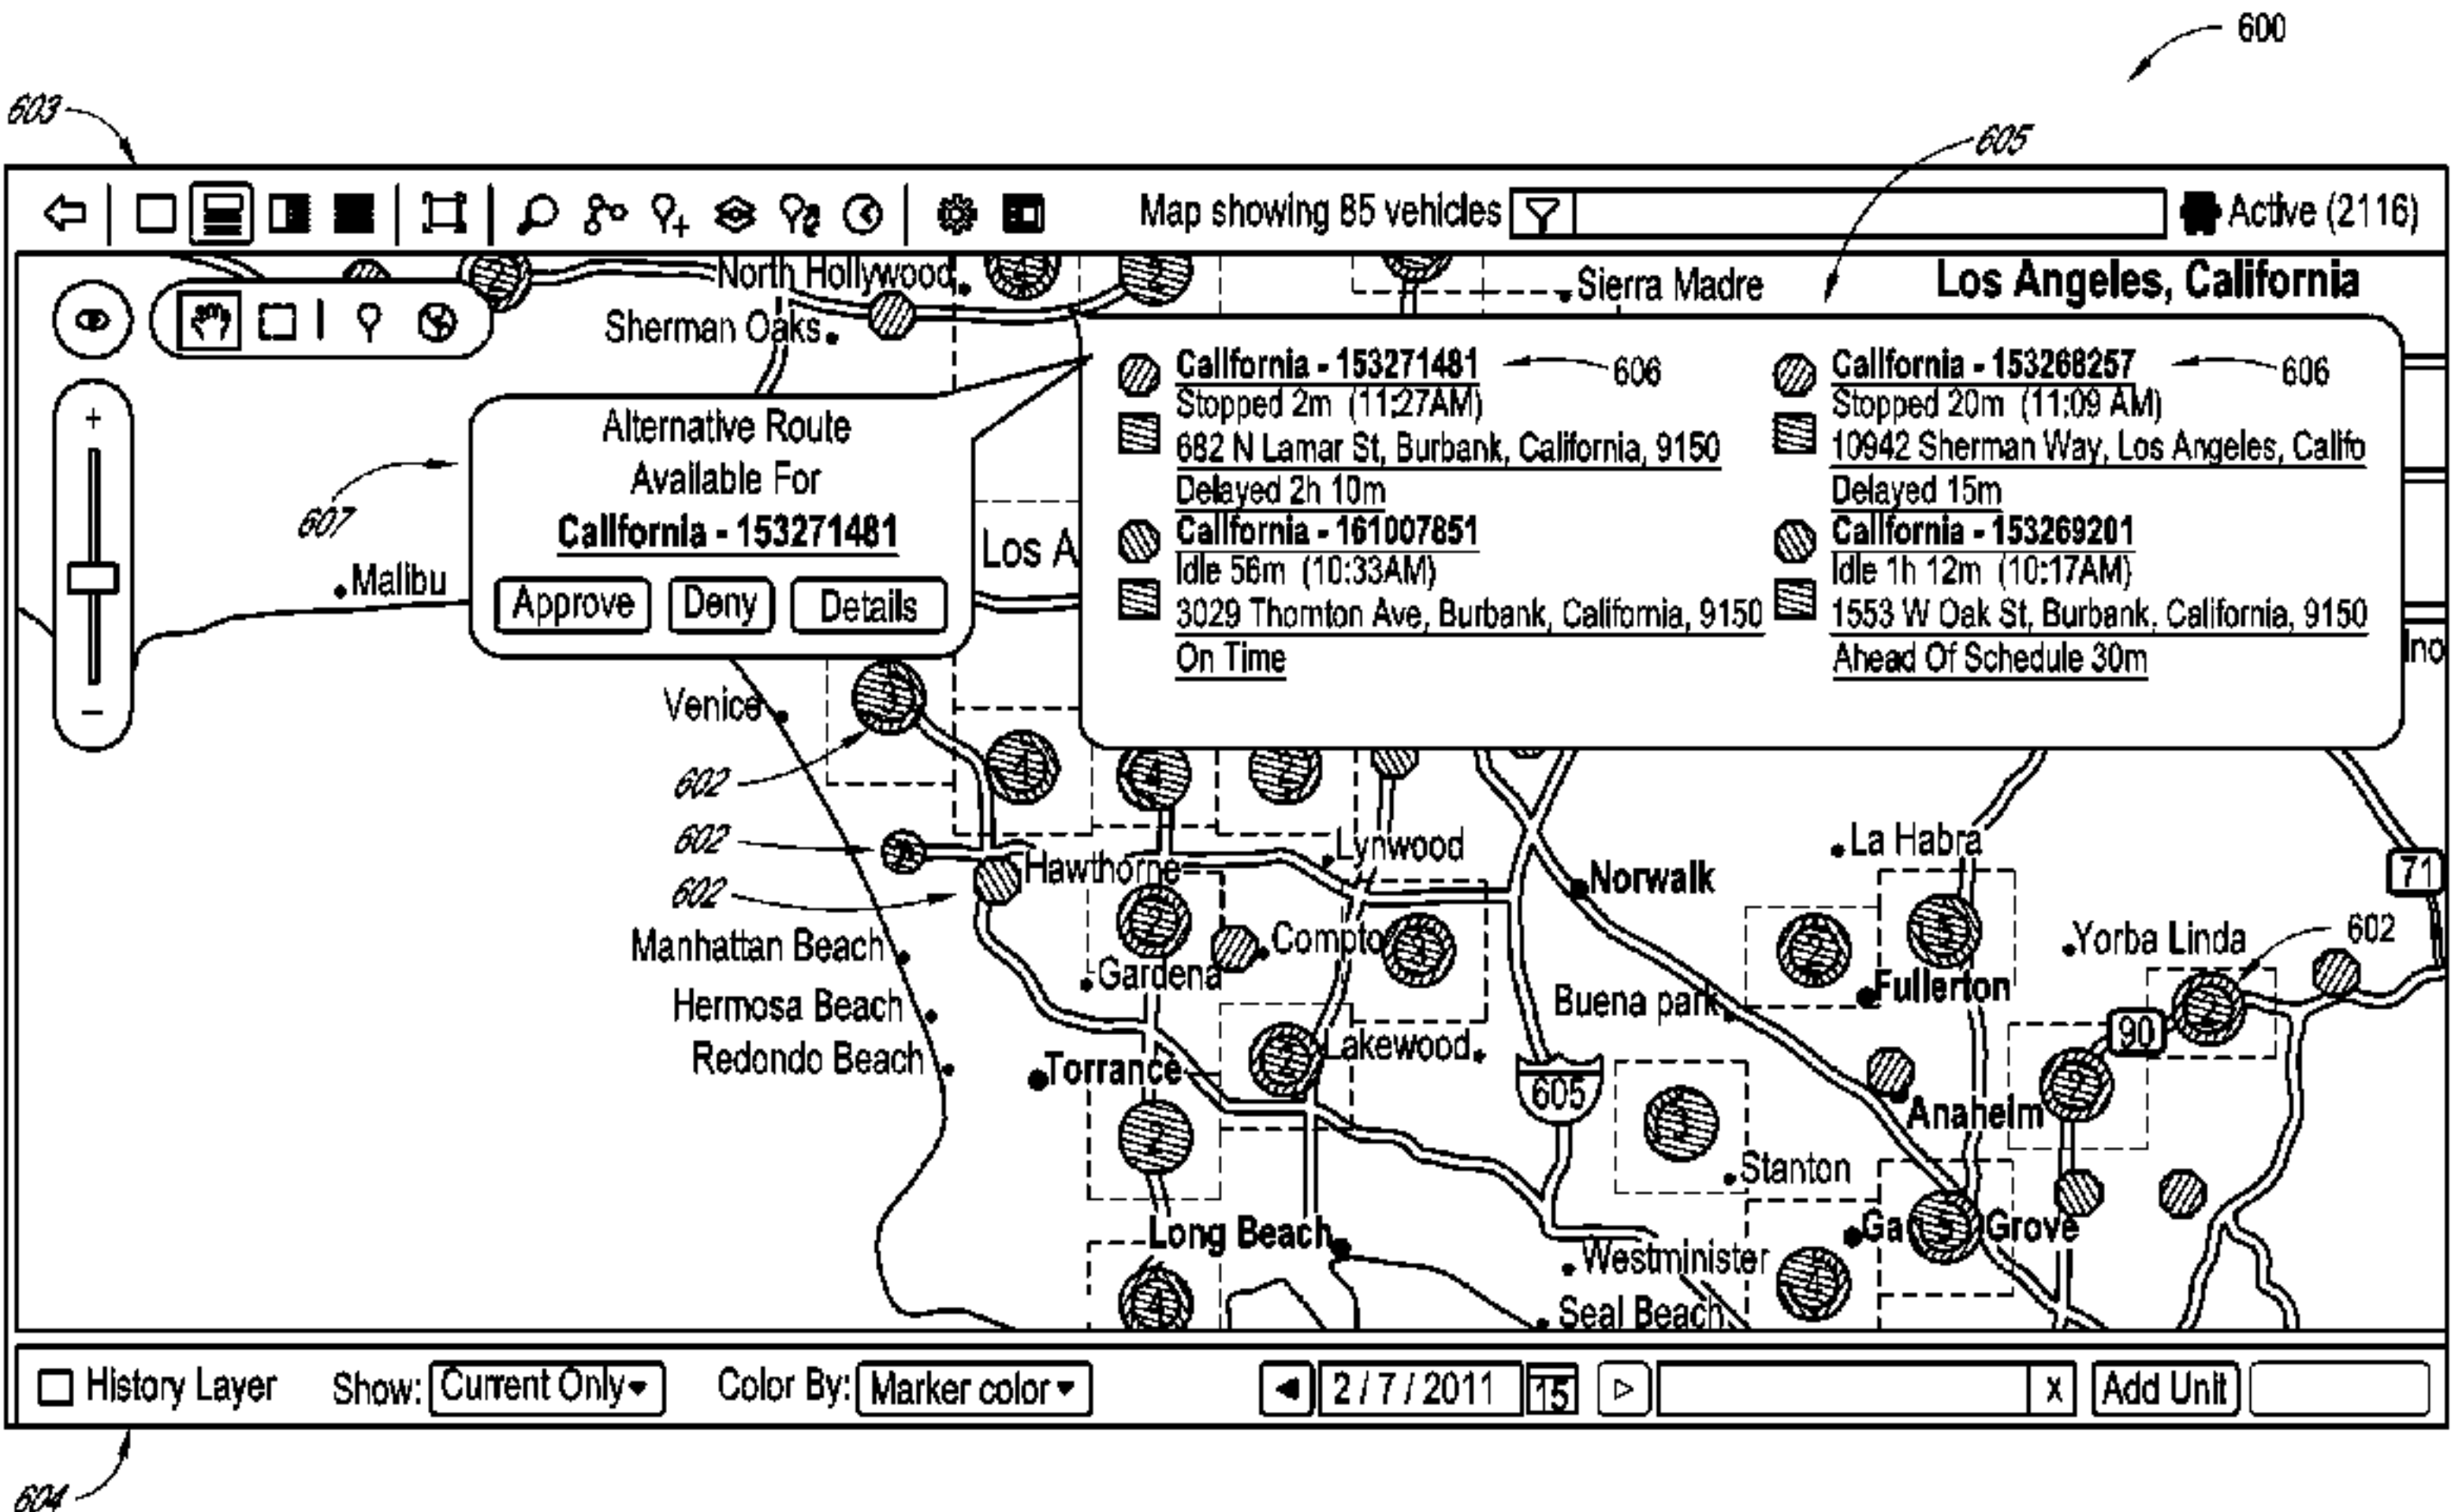 600
603
605
Map showing 85 vehicles
Active (2116)
North Hollywood
Sierra Madre
Los Angeles, California
Sherman Oaks
California - 153271481
606
Stopped 2m (11:27AM)
682 N Lamar St, Burbank, California, 9150
Delayed 2h 10m
California - 153268257
606
Stopped 20m (11:09 AM)
10942 Sherman Way, Los Angeles, Califo
Delayed 15m
California - 161007851
Idle 56m (10:33AM)
3029 Thornton Ave, Burbank, California, 9150
On Time
California - 153269201
Idle 1h 12m (10:17AM)
1553 W Oak St, Burbank, California, 9150
Ahead Of Schedule 30m
Alternative Route
Available For
California - 153271481
Approve Deny Details
607
+
−
Los A
Malibu
Ino
Venice
602
602
602
Hawthorne
Lynwood
La Habra
Norwalk
71
Manhattan Beach
Compto
Yorba Linda
602
Gardena
Hermosa Beach
Buena park
Fullerton
90
Redondo Beach
Lakewood
Torrance
605
Anaheim
Stanton
Long Beach
Ga Grove
Westminister
Seal Beach
History Layer
Show: Current Only
Color By: Marker color
2 / 7 / 2011
15
X
Add Unit
604